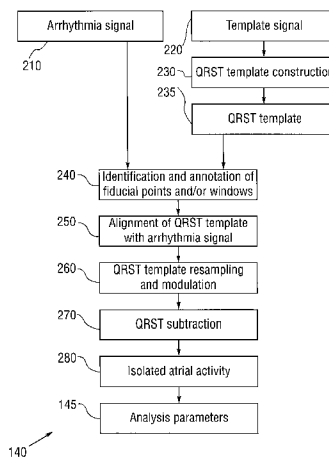 Arrhythmia signal
210
Template signal
220
230
QRST template construction
235
QRST template
240
Identification and annotation of
fiducial points and/or windows
250
Alignment of QRST template
with arrhythmia signal
260
QRST template resampling
and modulation
270
QRST subtraction
280
Isolated atrial activity
145
Analysis parameters
140